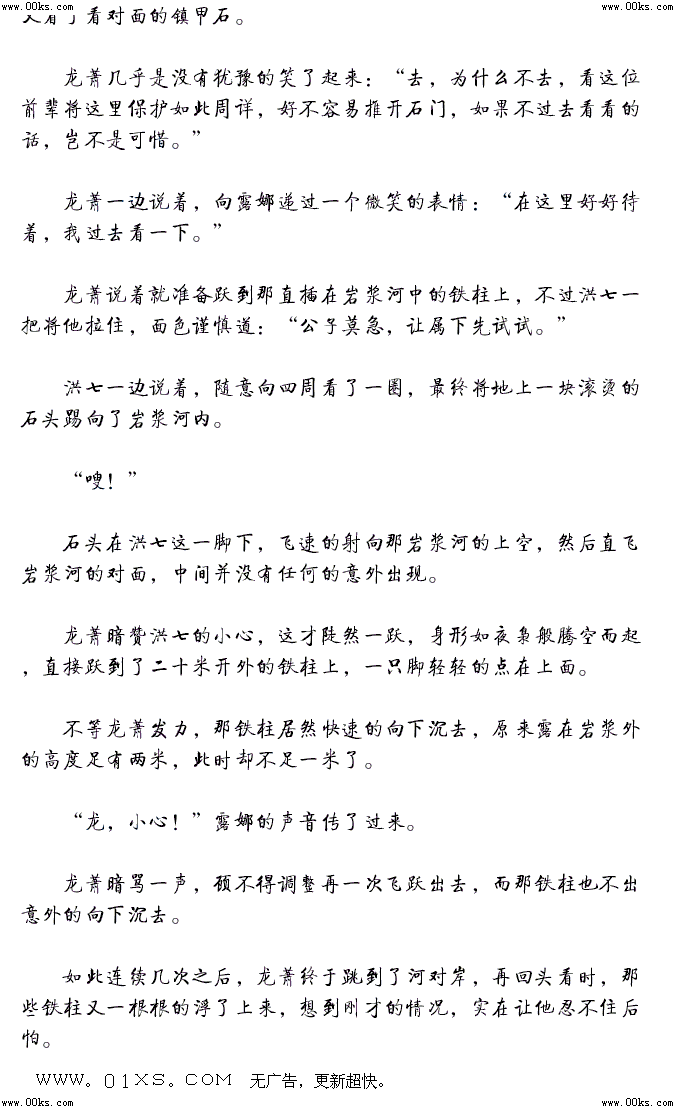 www.00ks.com www.00ks.com
又看了看对面的镇甲石。
龙萧几乎是没有犹豫的笑了起来：“去，为什么不去，看这位
前辈将这里保护如此周详，好不容易推开石门，如果不过去看看的
话，岂不是可惜。”
龙萧一边说着，向露娜递过一个微笑的表情：“在这里好好待
着，我过去看一下。”
龙萧说着就准备跃到那直插在岩浆河中的铁柱上，不过洪七一
把将他拉住，面色谨慎道：“公子莫急，让属下先试试。”
洪七一边说着，随意向四周看了一圈，最终将地上一块滚烫的
石头踢向了岩浆河内。
“嗖！”
石头在洪七这一脚下，飞速的射向那岩浆河的上空，然后直飞
岩浆河的对面，中间并没有任何的意外出现。
龙萧暗赞洪七的小心，这才陡然一跃，身形如夜枭般腾空而起
，直接跃到了二十米开外的铁柱上，一只脚轻轻的点在上面。
不等龙萧发力，那铁柱居然快速的向下沉去，原来露在岩浆外
的高度足有两米，此时却不足一米了。
“龙，小心！”露娜的声音传了过来。
龙萧暗骂一声，顾不得调整再一次飞跃出去，而那铁柱也不出
意外的向下沉去。
如此连续几次之后，龙萧终于跳到了河对岸，再回头看时，那
些铁柱又一根根的浮了上来，想到刚才的情况，实在让他忍不住后
怕。
WWW。01XS。COM 无广告，更新超快。
www.00ks.com www.00ks.com